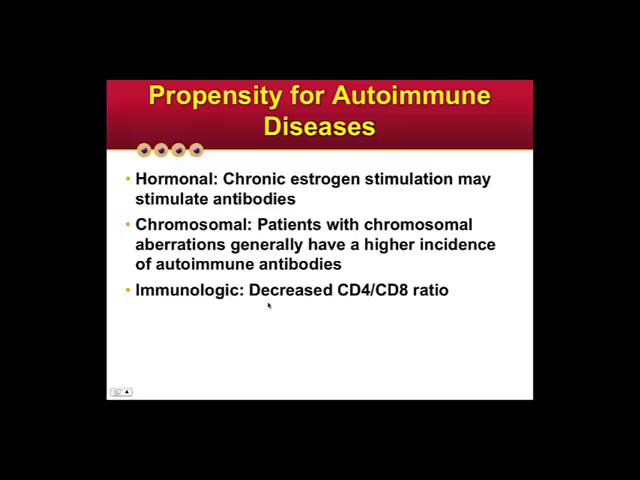 Propensity for Autoimmune
Diseases
• Hormonal: Chronic estrogen stimulation may
stimulate antibodies
• Chromosomal: Patients with chromosomal
aberrations generally have a higher incidence
of autoimmune antibodies
• Immunologic: Decreased CD4/CD8 ratio